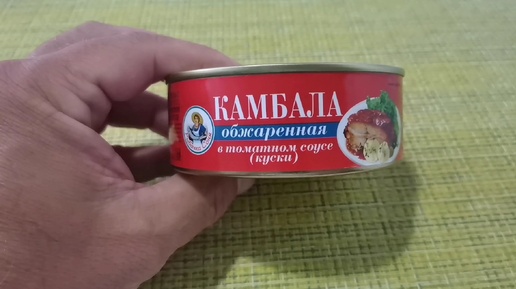 КАМБАЛА
обжаренная
в томатном соусе
(куски)